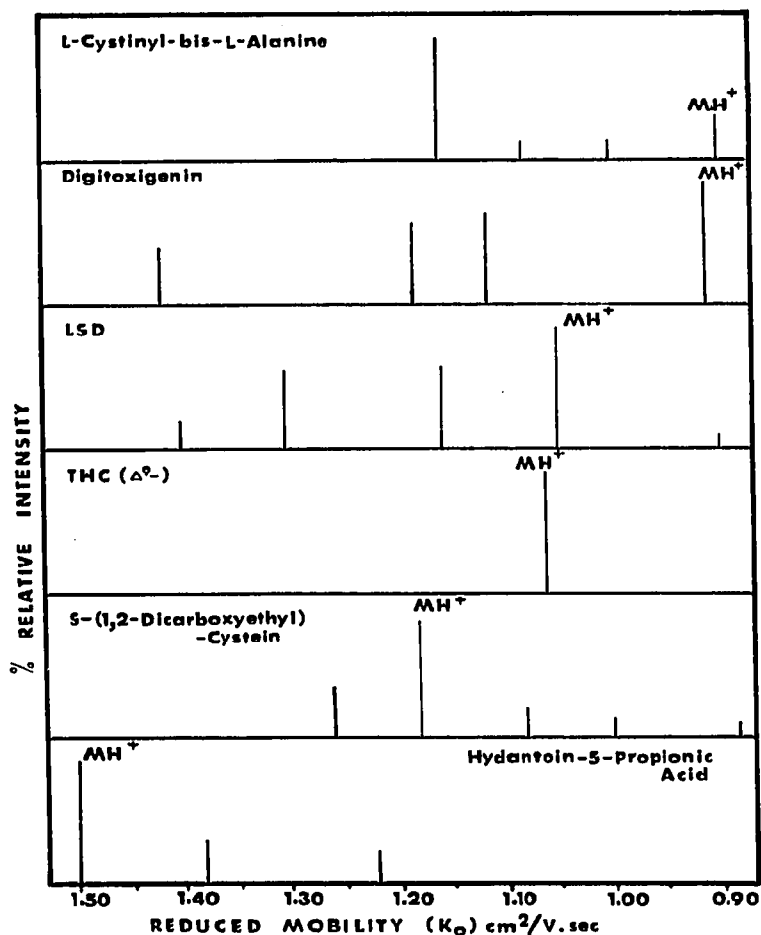 L-Cystinyl-bis-L-Alanine
MH+
Digitoxigenin
MH+
LSD
MH+
THC (Δ9-)
MH+
S-(1,2-Dicarboxyethyl)
-Cystein
MH+
MH+
Hydantoin-5-Propionic
Acid
% RELATIVE INTENSITY
1.50 1.40 1.30 1.20 1.10 1.00 0.90
REDUCED MOBILITY (K0) cm2/V.sec